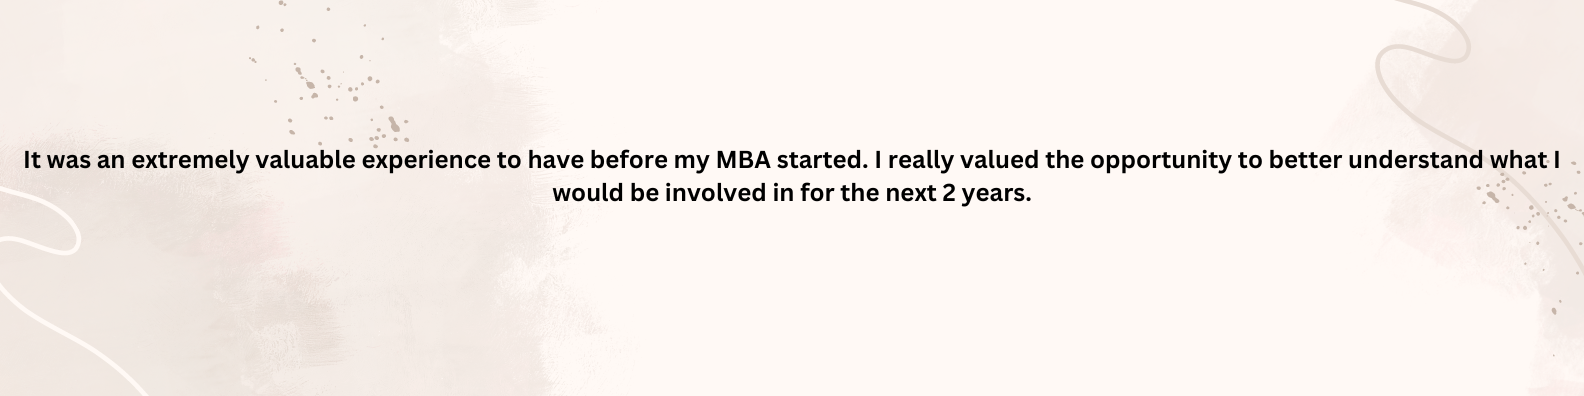 It was an extremely valuable experience to have before my MBA started. I really valued the opportunity to better understand what I
would be involved in for the next 2 years.